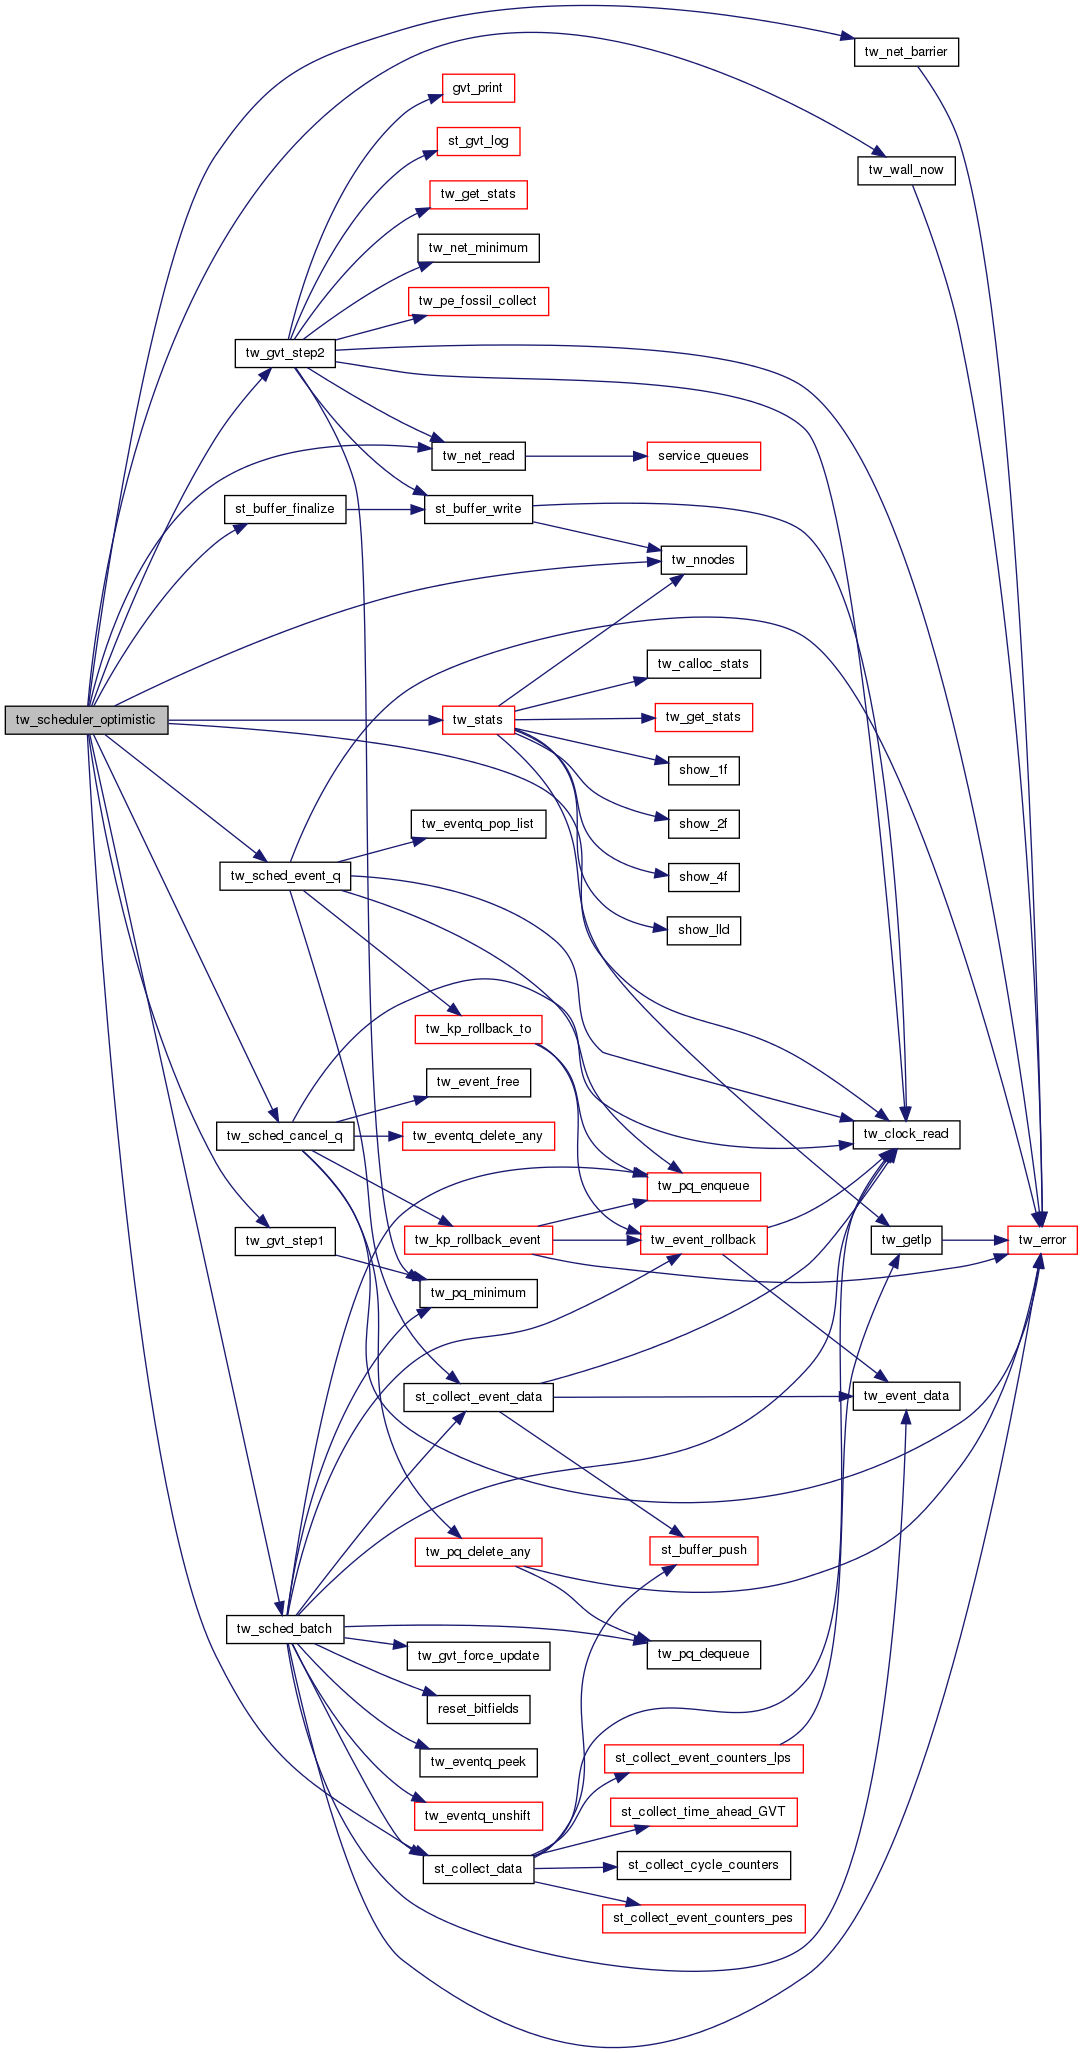 tw_net_barrier
gvt_print
st_gvt_log
tw_wall_now
tw_get_stats
tw_net_minimum
tw_pe_fossil_collect
tw_gvt_step2
tw_net_read
service_queues
st_buffer_finalize
st_buffer_write
tw_nnodes
tw_calloc_stats
tw_scheduler_optimistic
tw_stats
tw_get_stats
show_1f
show_2f
tw_eventq_pop_list
tw_sched_event_q
show_4f
show_lld
tw_kp_rollback_to
tw_event_free
tw_sched_cancel_q
tw_eventq_delete_any
tw_clock_read
tw_pq_enqueue
tw_gvt_step1
tw_kp_rollback_event
tw_event_rollback
tw_getlp
tw_error
tw_pq_minimum
st_collect_event_data
tw_event_data
tw_pq_delete_any
st_buffer_push
tw_sched_batch
tw_gvt_force_update
tw_pq_dequeue
reset_bitfields
tw_eventq_peek
st_collect_event_counters_lps
tw_eventq_unshift
st_collect_time_ahead_GVT
st_collect_data
st_collect_cycle_counters
st_collect_event_counters_pes